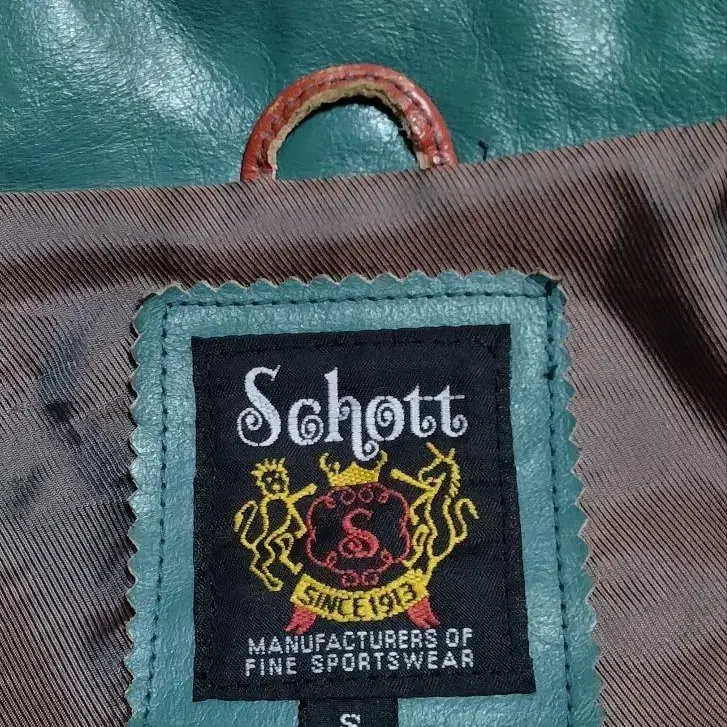 Schott
S
SINCE 1913
MANUFACTURERS OF
FINE SPORTSWEAR
S